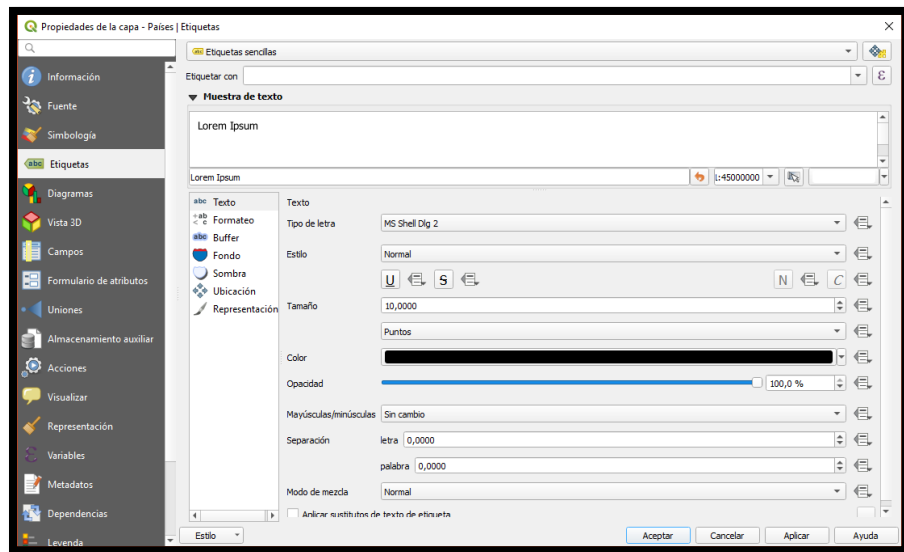 Propiedades de la capa - Países | Etiquetas
Etiquetas sencillas
Información
Etiquetar con
ε
Muestra de texto
Fuente
Lorem Ipsum
Simbología
abc Etiquetas
Lorem Ipsum
1:45000000
Diagramas
abc Texto
Texto
Vista 3D
+ab < c Formateo
Tipo de letra
MS Shell Dlg 2
abc Buffer
Campos
Fondo
Estilo
Normal
Formulario de atributos
Sombra
U S N C
Ubicación
Uniones
Representación
Tamaño
10,0000
Puntos
Almacenamiento auxiliar
Color
Acciones
Opacidad
100,0 %
Visualizar
Mayúsculas/minúsculas
Sin cambio
Representación
Separación
letra 0,0000
ε Variables
palabra 0,0000
Metadatos
Modo de mezcla
Normal
Dependencias
Aplicar sustitutos de texto de etiqueta
Leyenda
Estilo
Aceptar
Cancelar
Aplicar
Ayuda